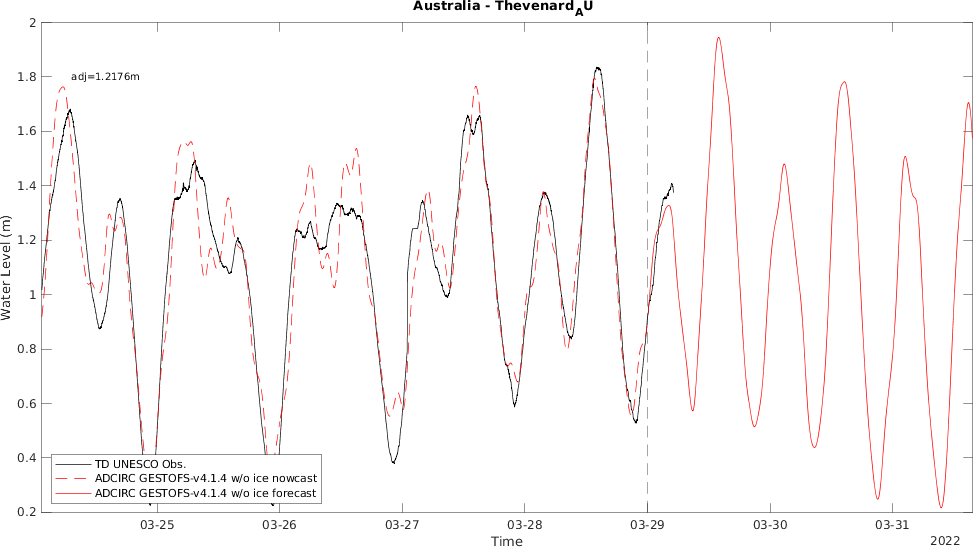 Australia - Thevenard_AU
adj=1.2176m
2
1.8
1.6
1.4
1.2
1
0.8
0.6
0.4
0.2
Water Level (m)
TD UNESCO Obs.
ADCIRC GESTOFS-v4.1.4 w/o ice nowcast
ADCIRC GESTOFS-v4.1.4 w/o ice forecast
03-25 03-26 03-27 03-28 03-29 03-30 03-31
Time
2022